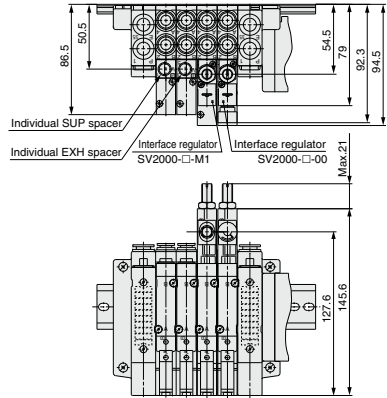 86.5
50.5
54.5
79
92.3
94.5
Individual SUP spacer
Individual EXH spacer
Interface regulator
SV2000-□-M1
Interface regulator
SV2000-□-00
Max.21
127.6
145.6